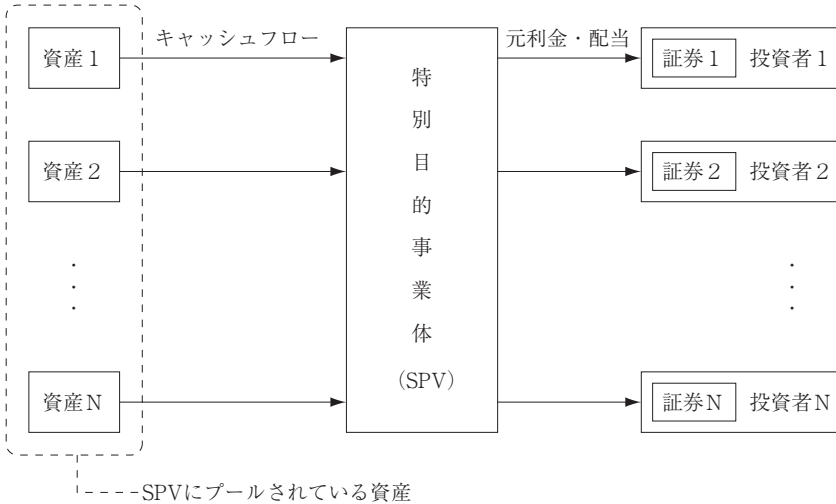 資産１
キャッシュフロー
特別目的事業体
(SPV)
元利金・配当
証券１ 投資者１
資産２
証券２ 投資者２
資産N
証券N 投資者N
SPVにプールされている資産